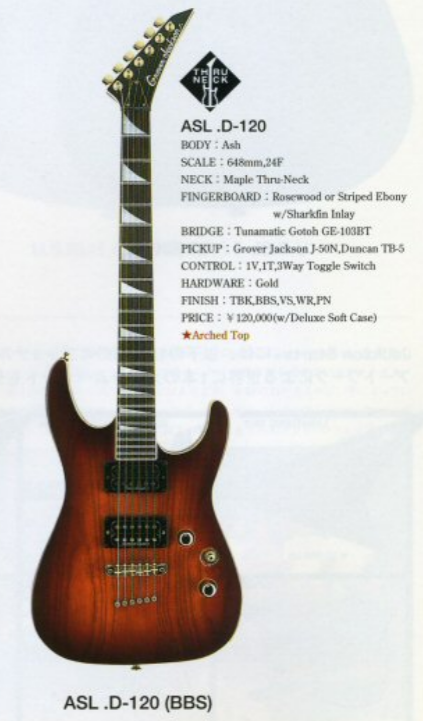 Grover Jackson
THRU
NECK
ASL .D-120
BODY : Ash
SCALE : 648mm,24F
NECK : Maple Thru-Neck
FINGERBOARD : Rosewood or Striped Ebony
w/Sharkfin Inlay
BRIDGE : Tunamatic Gotoh GE-103BT
PICKUP : Grover Jackson J-50N,Duncan TB-5
CONTROL : 1V,1T,3Way Toggle Switch
HARDWARE : Gold
FINISH : TBK,BBS,VS,WR,PN
PRICE : ¥120,000(w/Deluxe Soft Case)
★Arched Top
ASL .D-120 (BBS)